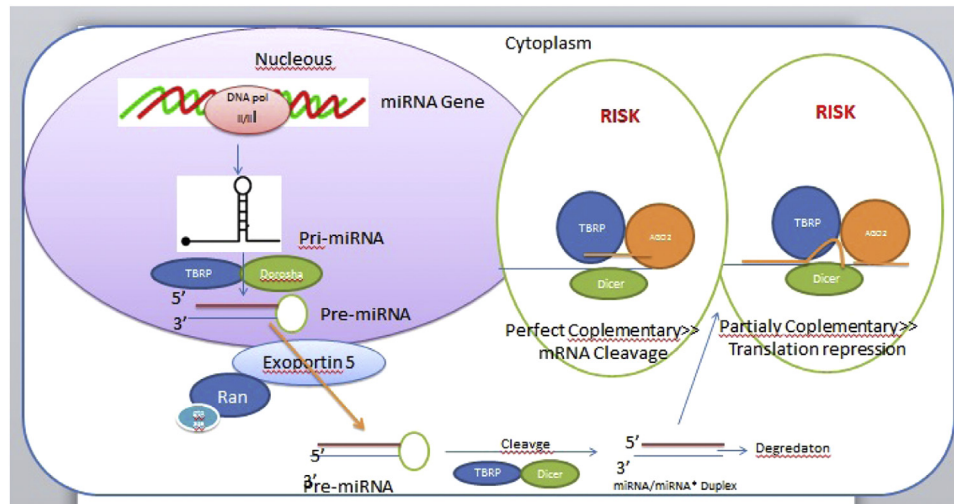 Cytoplasm
Nucleous
DNA pol
II/III
miRNA Gene
Pri-miRNA
TBRP
Dorosha
5'
3'
Pre-miRNA
Exoportin 5
Ran
RISK
TBRP
AGO2
Dicer
Perfect Coplementary>>
mRNA Cleavage
RISK
TBRP
AGO2
Dicer
Partialy Coplementary>>
Translation repression
3'
Pre-miRNA
Cleavge
TBRP
Dicer
5'
3'
miRNA/miRNA* Duplex
Degredaton